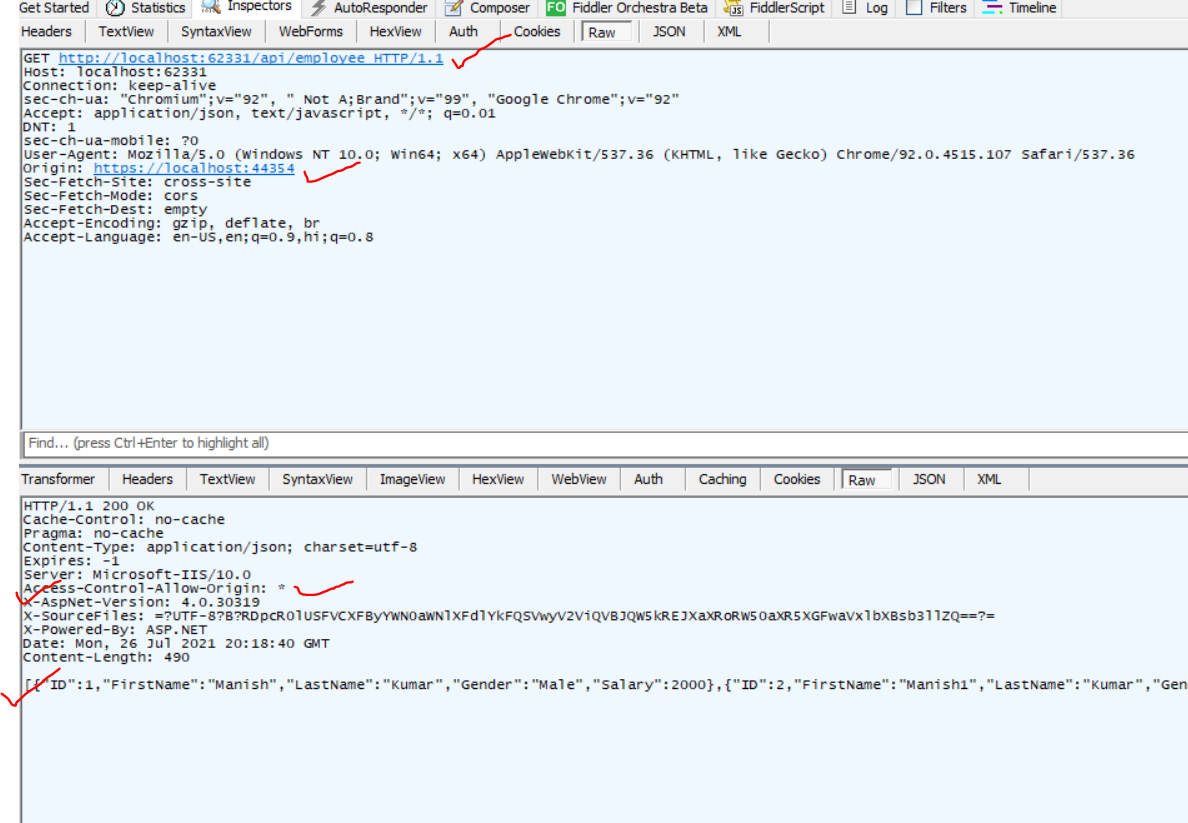 Get Started Statistics Inspectors AutoResponder Composer FO Fiddler Orchestra Beta JS FiddlerScript Log Filters Timeline
Headers TextView SyntaxView WebForms HexView Auth Cookies Raw JSON XML
GET http://localhost:62331/api/employee HTTP/1.1
Host: localhost:62331
Connection: keep-alive
sec-ch-ua: "Chromium";v="92", " Not A;Brand";v="99", "Google Chrome";v="92"
Accept: application/json, text/javascript, */*; q=0.01
DNT: 1
sec-ch-ua-mobile: ?0
User-Agent: Mozilla/5.0 (Windows NT 10.0; Win64; x64) AppleWebKit/537.36 (KHTML, like Gecko) Chrome/92.0.4515.107 Safari/537.36
Origin: https://localhost:44354
Sec-Fetch-Site: cross-site
Sec-Fetch-Mode: cors
Sec-Fetch-Dest: empty
Accept-Encoding: gzip, deflate, br
Accept-Language: en-US,en;q=0.9,hi;q=0.8
Find... (press Ctrl+Enter to highlight all)
Transformer Headers TextView SyntaxView ImageView HexView WebView Auth Caching Cookies Raw JSON XML
HTTP/1.1 200 OK
Cache-Control: no-cache
Pragma: no-cache
Content-Type: application/json; charset=utf-8
Expires: -1
Server: Microsoft-IIS/10.0
Access-Control-Allow-Origin: *
X-AspNet-Version: 4.0.30319
X-SourceFiles: =?UTF-8?B?RDpcR0lUSFVCXFByYWN0aWNlXFdlYkFQSVwyV2ViQVBJQW5kREJXaXRoRW50aXR5XGFwaVxlbXBsb3llZQ==?=
X-Powered-By: ASP.NET
Date: Mon, 26 Jul 2021 20:18:40 GMT
Content-Length: 490
[{"ID":1,"FirstName":"Manish","LastName":"Kumar","Gender":"Male","Salary":2000},{"ID":2,"FirstName":"Manish1","LastName":"Kumar","Gen